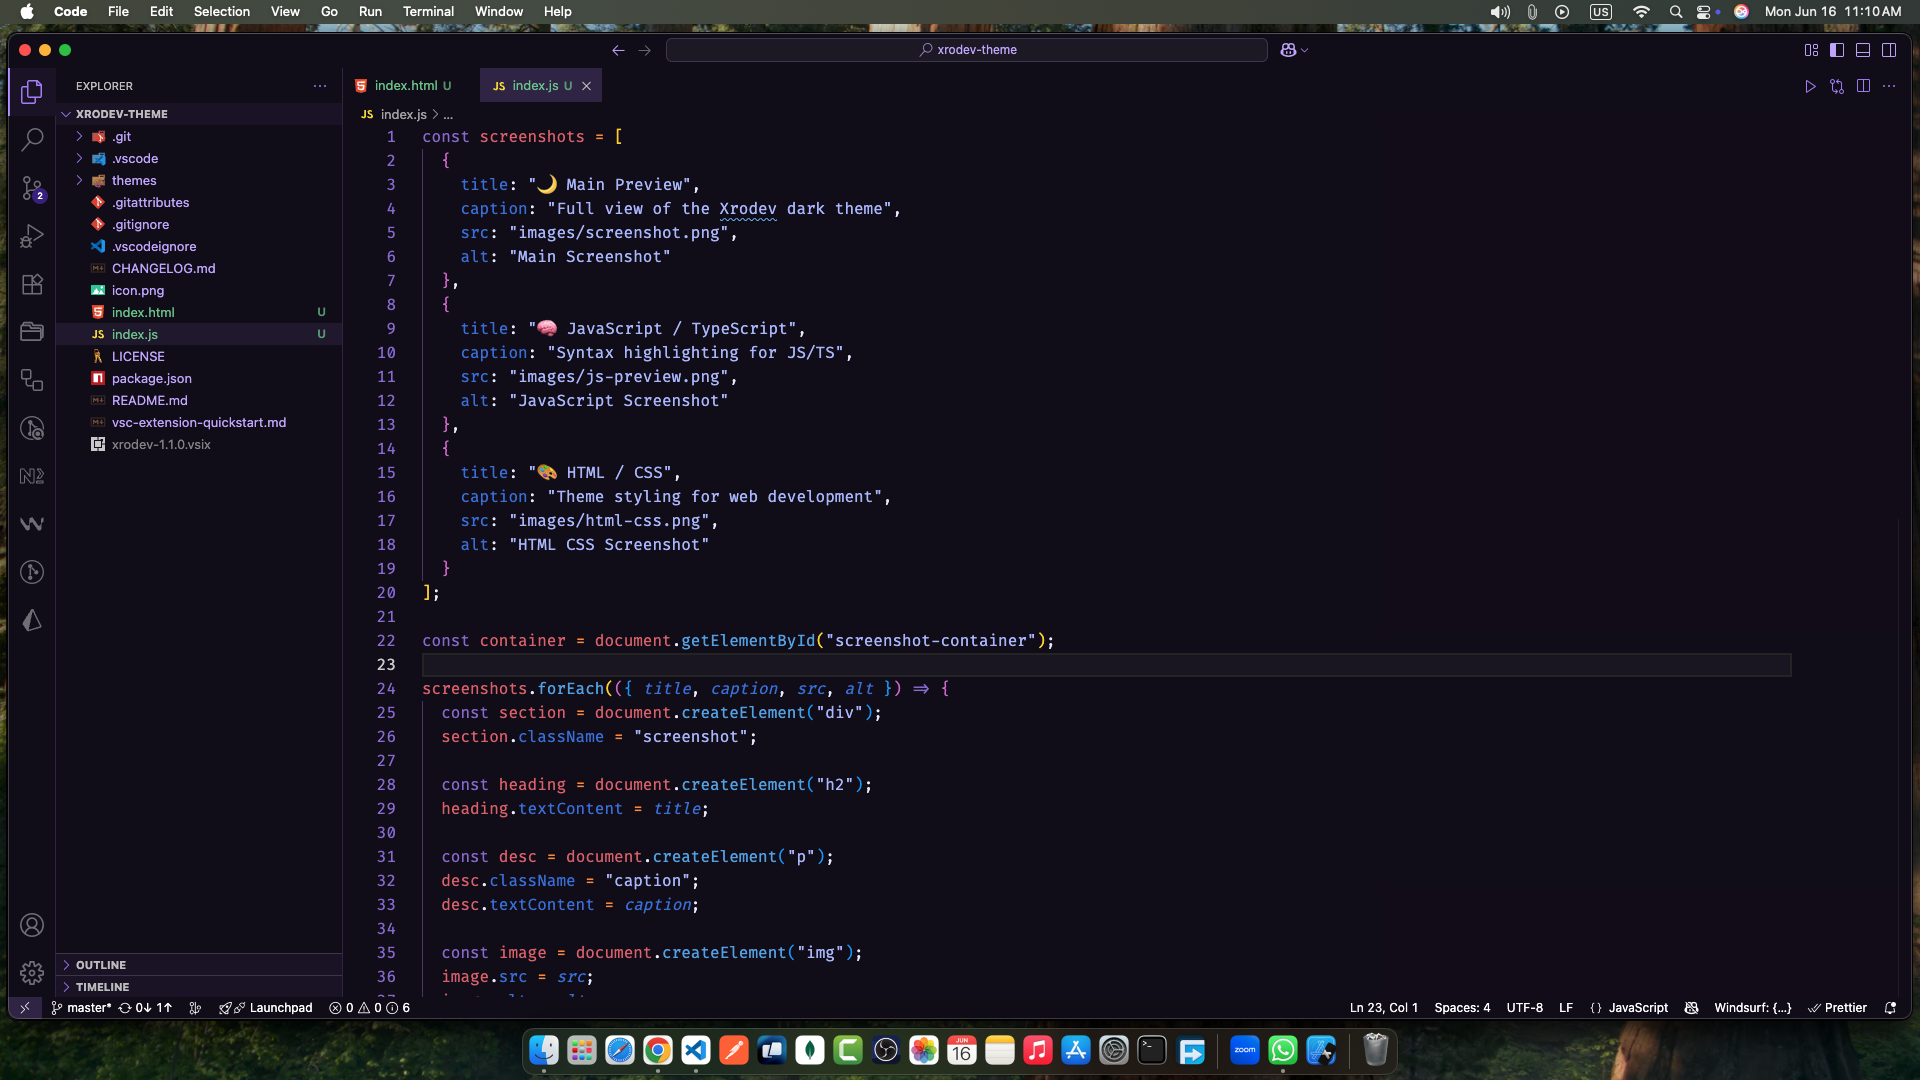 Code File Edit Selection View Go Run Terminal Window Help US Mon Jun 16 11:10 AM
xrodev-theme
EXPLORER
XRODEV-THEME
.git
.vscode
themes
.gitattributes
.gitignore
.vscodeignore
CHANGELOG.md
icon.png
index.html U
JS index.js U
LICENSE
package.json
README.md
vsc-extension-quickstart.md
xrodev-1.1.0.vsix
OUTLINE
TIMELINE
index.html U JS index.js U
JS index.js > ...
1 const screenshots = [
2 {
3 title: "🌙 Main Preview",
4 caption: "Full view of the Xrodev dark theme",
5 src: "images/screenshot.png",
6 alt: "Main Screenshot"
7 },
8 {
9 title: "🧠 JavaScript / TypeScript",
10 caption: "Syntax highlighting for JS/TS",
11 src: "images/js-preview.png",
12 alt: "JavaScript Screenshot"
13 },
14 {
15 title: "🎨 HTML / CSS",
16 caption: "Theme styling for web development",
17 src: "images/html-css.png",
18 alt: "HTML CSS Screenshot"
19 }
20 ];
21
22 const container = document.getElementById("screenshot-container");
23
24 screenshots.forEach(({ title, caption, src, alt }) => {
25 const section = document.createElement("div");
26 section.className = "screenshot";
27
28 const heading = document.createElement("h2");
29 heading.textContent = title;
30
31 const desc = document.createElement("p");
32 desc.className = "caption";
33 desc.textContent = caption;
34
35 const image = document.createElement("img");
36 image.src = src;
2
master* 0↓ 1↑ Launchpad 0 0 6 Ln 23, Col 1 Spaces: 4 UTF-8 LF {} JavaScript Windsurf: {...} Prettier
JUN
16
zoom